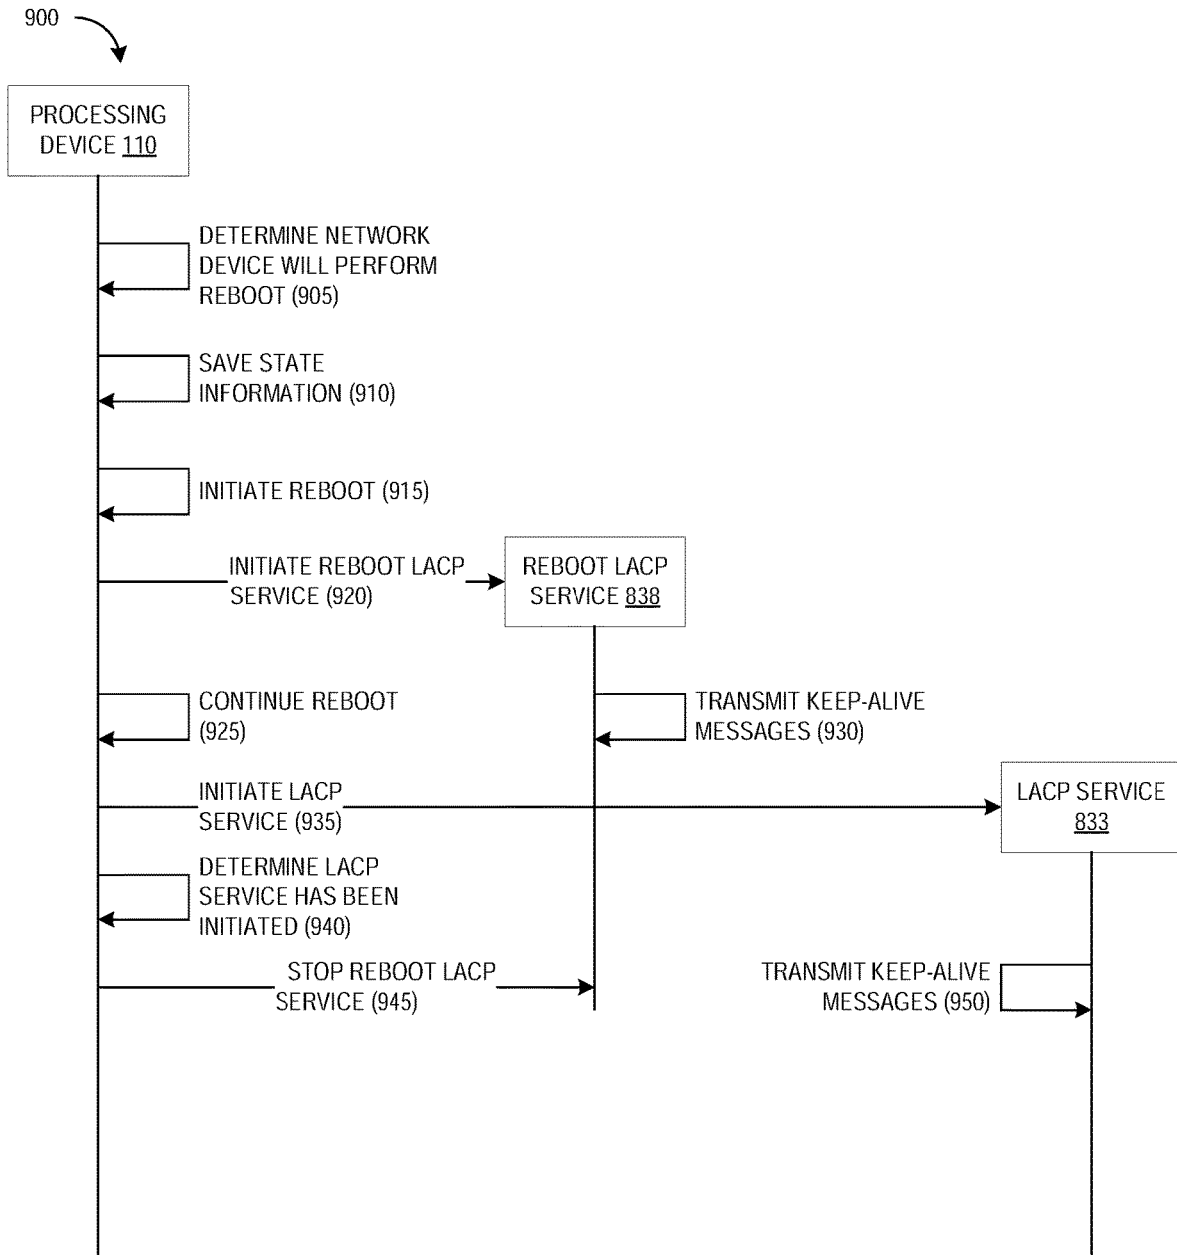 900
PROCESSING
DEVICE 110
DETERMINE NETWORK
DEVICE WILL PERFORM
REBOOT (905)
SAVE STATE
INFORMATION (910)
INITIATE REBOOT (915)
INITIATE REBOOT LACP
SERVICE (920)
REBOOT LACP
SERVICE 838
CONTINUE REBOOT
(925)
TRANSMIT KEEP-ALIVE
MESSAGES (930)
INITIATE LACP
SERVICE (935)
LACP SERVICE
833
DETERMINE LACP
SERVICE HAS BEEN
INITIATED (940)
STOP REBOOT LACP
SERVICE (945)
TRANSMIT KEEP-ALIVE
MESSAGES (950)